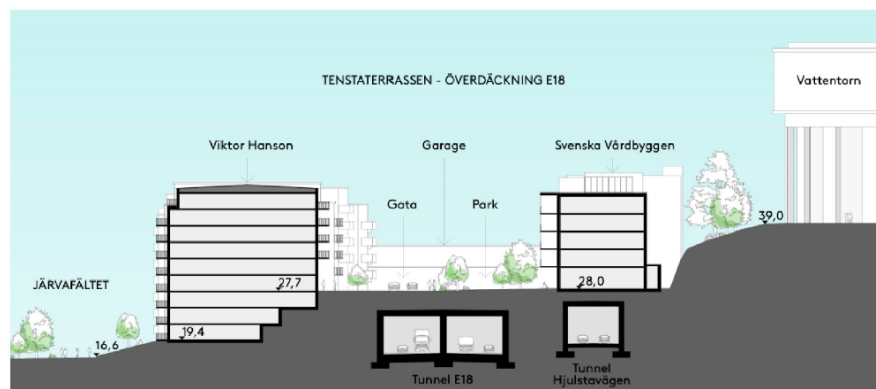 TENSTATERRASSEN - ÖVERDÄCKNING E18
Vattentorn
Viktor Hanson
Garage
Svenska Vårdbyggen
Gata
Park
39,0
27,7
28,0
JÄRVAFÄLTET
19,4
16,6
Tunnel E18
Tunnel
Hjulstavägen